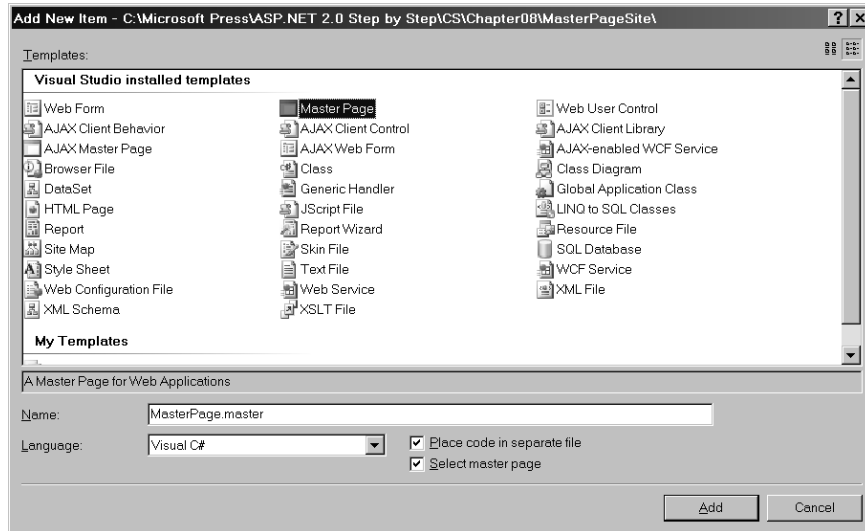 Add New Item - C:\Microsoft Press\ASP.NET 2.0 Step by Step\CS\Chapter08\MasterPageSite\
Templates:
Visual Studio installed templates
Web Form Master Page Web User Control
AJAX Client Behavior AJAX Client Control AJAX Client Library
AJAX Master Page AJAX Web Form AJAX-enabled WCF Service
Browser File Class Class Diagram
DataSet Generic Handler Global Application Class
HTML Page JScript File LINQ to SQL Classes
Report Report Wizard Resource File
Site Map Skin File SQL Database
Style Sheet Text File WCF Service
Web Configuration File Web Service XML File
XML Schema XSLT File
My Templates
A Master Page for Web Applications
Name: MasterPage.master
Language: Visual C# Place code in separate file
Select master page
Add Cancel